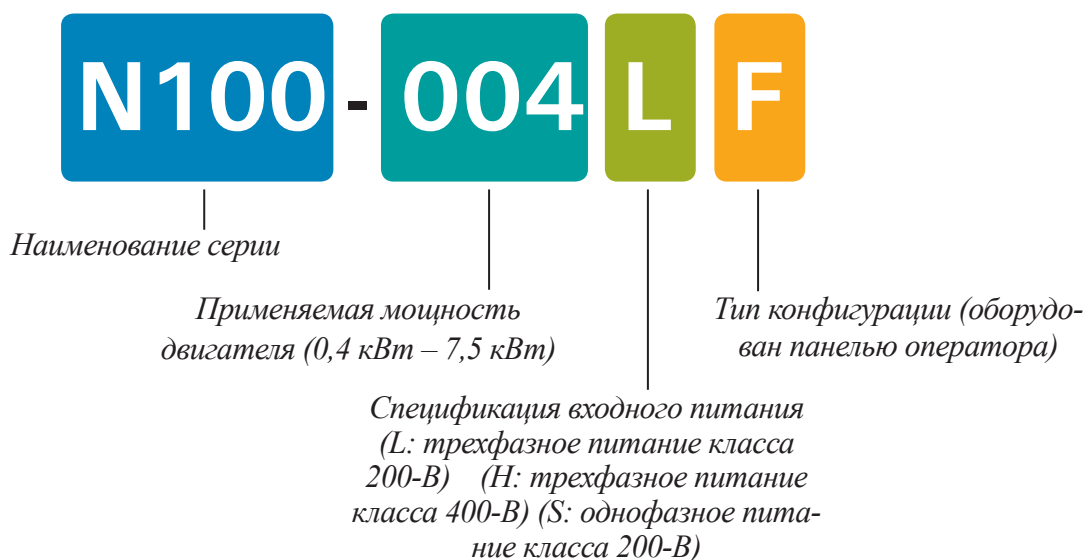 N100-004LF
Наименование серии
Применяемая мощность
двигателя (0,4 кВт – 7,5 кВт)
Тип конфигурации (оборудо-
ван панелью оператора)
Спецификация входного питания
(L: трехфазное питание класса
200-В) (H: трехфазное питание
класса 400-В) (S: однофазное пита-
ние класса 200-В)